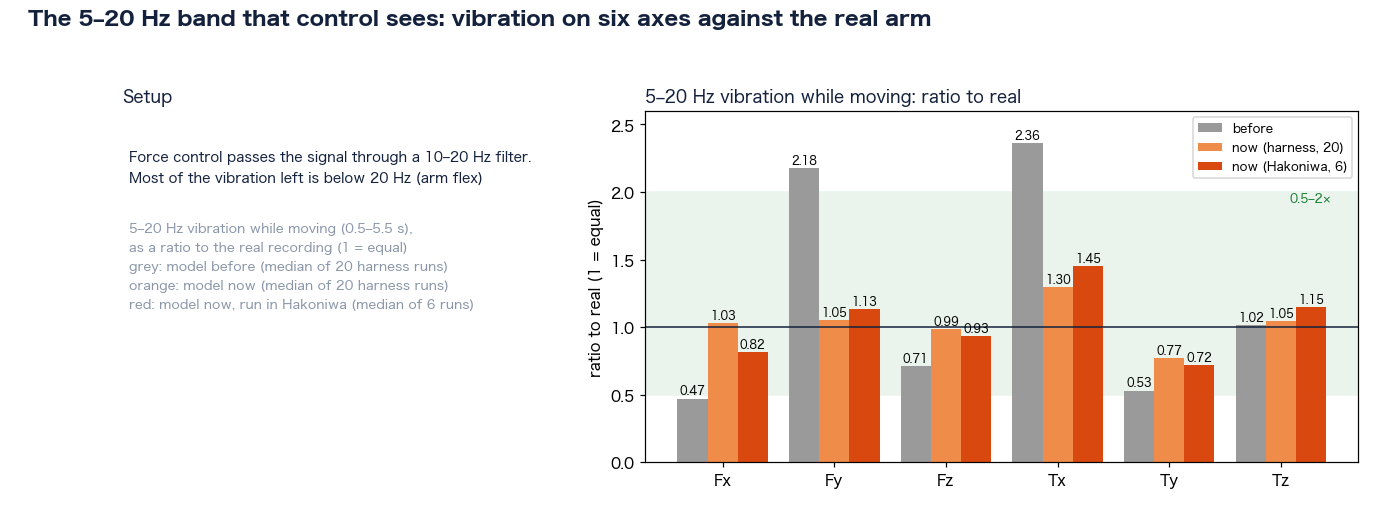 The 5–20 Hz band that control sees: vibration on six axes against the real arm
Setup
Force control passes the signal through a 10–20 Hz filter.
Most of the vibration left is below 20 Hz (arm flex)
5–20 Hz vibration while moving (0.5–5.5 s),
as a ratio to the real recording (1 = equal)
grey: model before (median of 20 harness runs)
orange: model now (median of 20 harness runs)
red: model now, run in Hakoniwa (median of 6 runs)
5–20 Hz vibration while moving: ratio to real
ratio to real (1 = equal)
2.5
2.0
1.5
1.0
0.5
0.0
before
now (harness, 20)
now (Hakoniwa, 6)
0.5–2×
0.47
1.03
0.82
2.18
1.05
1.13
0.71
0.99
0.93
2.36
1.30
1.45
0.53
0.77
0.72
1.02
1.05
1.15
Fx
Fy
Fz
Tx
Ty
Tz